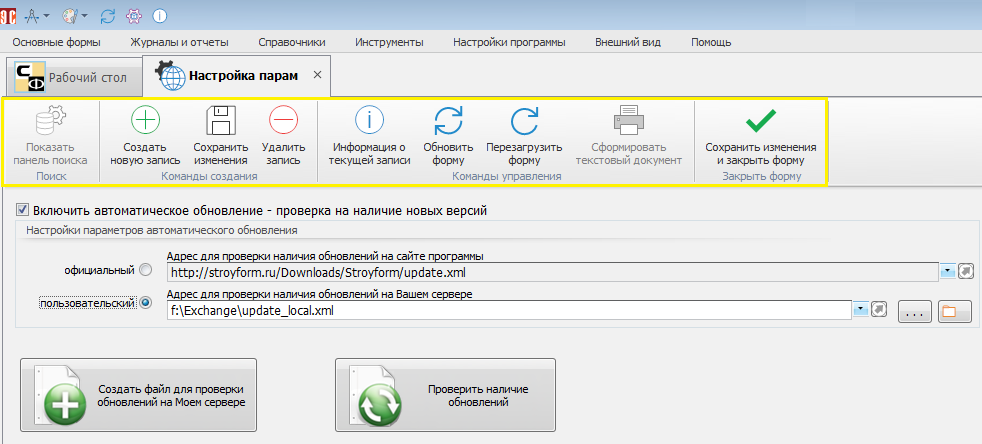 Основные формы Журналы и отчеты Справочники Инструменты Настройки программы Внешний вид Помощь
Рабочий стол Настройка парам
Показать панель поиска
Поиск
Создать новую запись
Сохранить изменения
Удалить запись
Команды создания
Информация о текущей записи
Обновить форму
Перезагрузить форму
Сформировать текстовый документ
Команды управления
Сохранить изменения и закрыть форму
Закрыть форму
Включить автоматическое обновление - проверка на наличие новых версий
Настройки параметров автоматического обновления
Адрес для проверки наличия обновлений на сайте программы
официальный http://stroyform.ru/Downloads/Stroyform/update.xml
Адрес для проверки наличия обновлений на Вашем сервере
пользовательский f:\Exchange\update_local.xml ...
Создать файл для проверки
обновлений на Моем сервере
Проверить наличие
обновлений